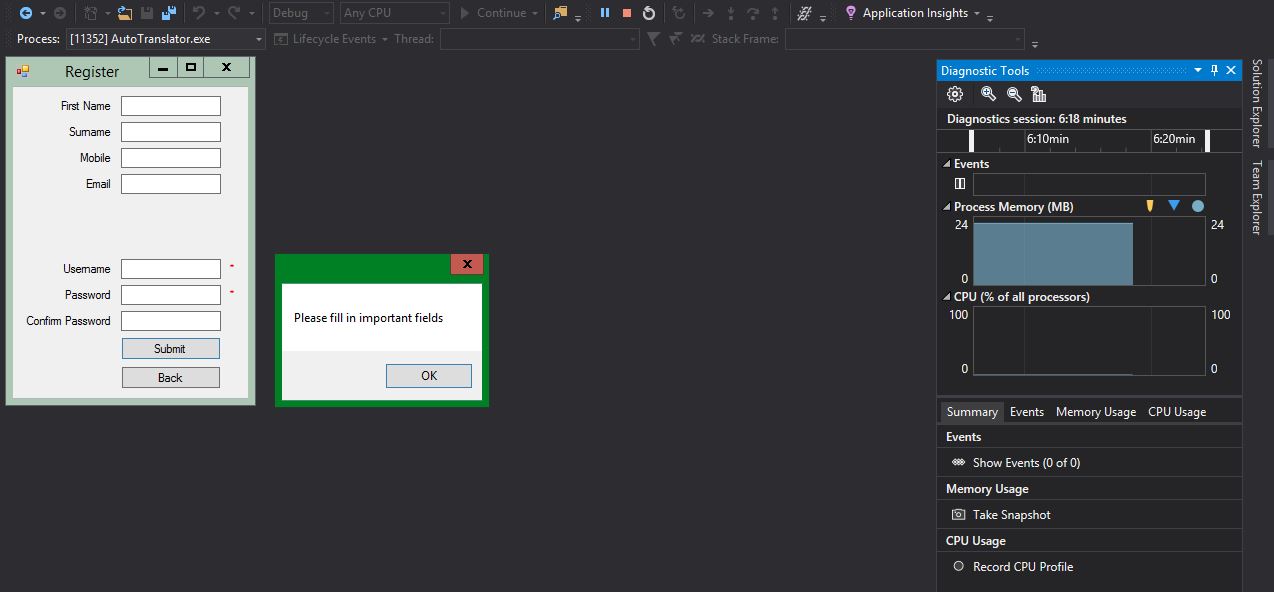 Debug Any CPU Continue Application Insights
Process: [11352] AutoTranslator.exe Lifecycle Events Thread: Stack Frame:
Register X
First Name
Surname
Mobile
Email
Username *
Password *
Confirm Password
Submit
Back
X
Please fill in important fields
OK
Diagnostic Tools
Diagnostics session: 6:18 minutes
6:10min 6:20min
Events
Process Memory (MB)
24 24
0 0
CPU (% of all processors)
100 100
0 0
Summary Events Memory Usage CPU Usage
Events
Show Events (0 of 0)
Memory Usage
Take Snapshot
CPU Usage
Record CPU Profile
Solution Explorer
Team Explorer